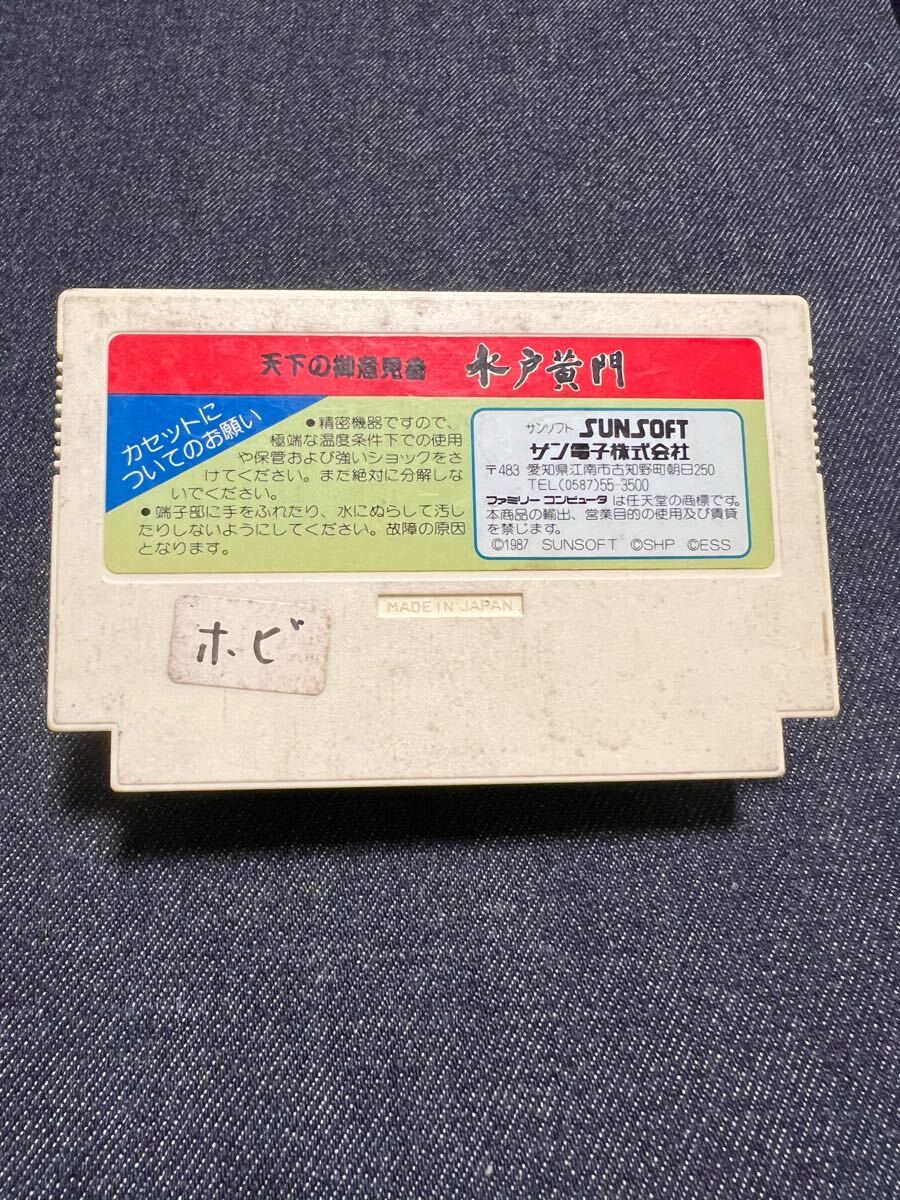 天下の御意見番 水戸黄門
カセットに
ついてのお願い
●精密機器ですので、
極端な温度条件下での使用
や保管および強いショックをさ
けてください。また絶対に分解しな
いでください。
●端子部に手をふれたり、水にぬらして汚し
たりしないようにしてください。故障の原因
となります。
サンソフト SUNSOFT
サン電子株式会社
〒483 愛知県江南市古知野町朝日250
TEL(0587)55-3500
ファミリーコンピュータは任天堂の商標です。
本商品の輸出、営業目的の使用及び賃貸
を禁じます。
©1987 SUNSOFT ©SHP ©ESS
MADE IN JAPAN
ホビ